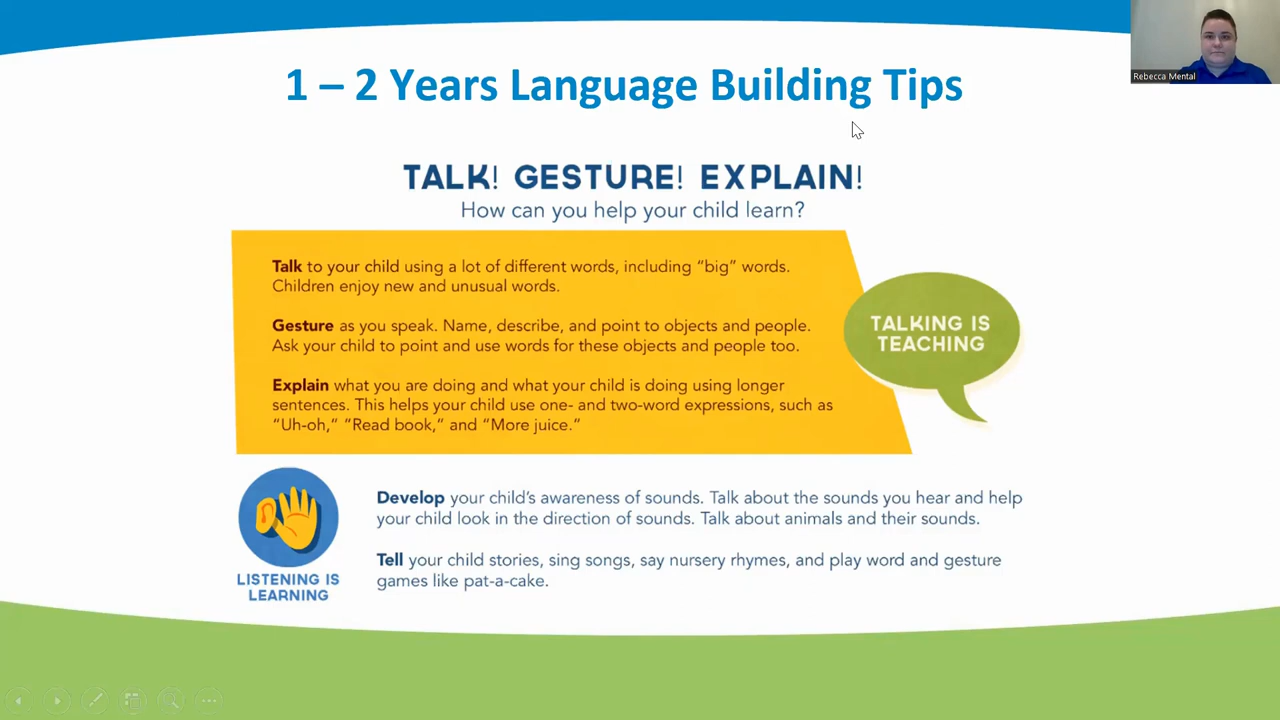 Rebecca Mental
1 – 2 Years Language Building Tips
TALK! GESTURE! EXPLAIN!
How can you help your child learn?
Talk to your child using a lot of different words, including “big” words.
Children enjoy new and unusual words.
Gesture as you speak. Name, describe, and point to objects and people.
Ask your child to point and use words for these objects and people too.
Explain what you are doing and what your child is doing using longer
sentences. This helps your child use one- and two-word expressions, such as
“Uh-oh,” “Read book,” and “More juice.”
TALKING IS
TEACHING
Develop your child’s awareness of sounds. Talk about the sounds you hear and help
your child look in the direction of sounds. Talk about animals and their sounds.
Tell your child stories, sing songs, say nursery rhymes, and play word and gesture
games like pat-a-cake.
LISTENING IS
LEARNING